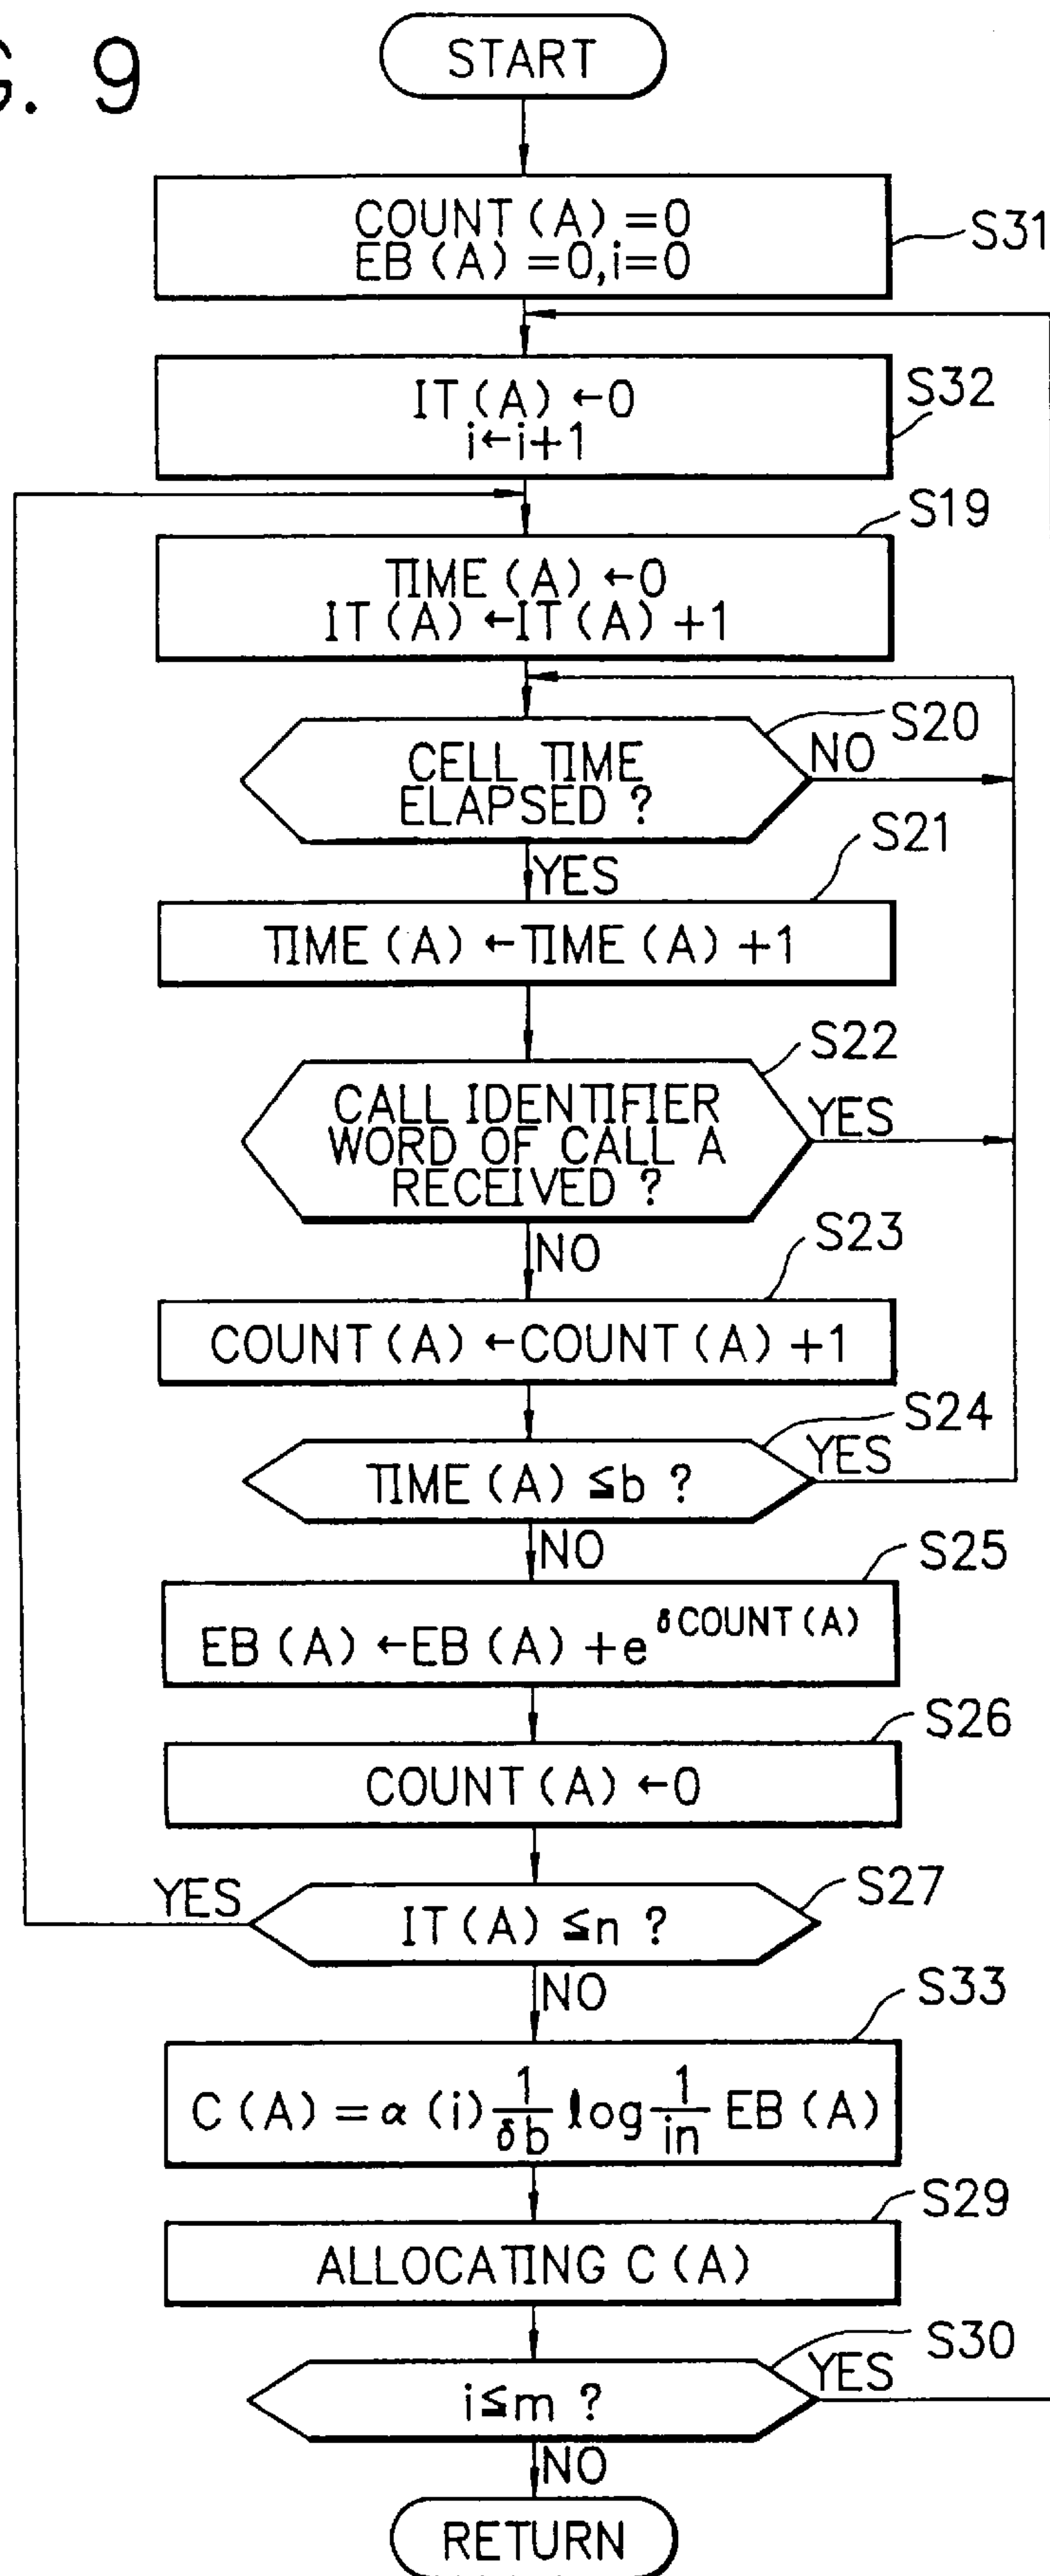 G. 9
START
COUNT(A)=0
EB(A)=0,i=0
S31
IT(A)←0
i←i+1
S32
S19
TIME(A)←0
IT(A)←IT(A)+1
S20
CELL TIME
ELAPSED ?
NO
S21
YES
TIME(A)←TIME(A)+1
S22
CALL IDENTIFIER
WORD OF CALL A
RECEIVED ?
YES
S23
NO
COUNT(A)←COUNT(A)+1
S24
TIME(A)≦b ?
YES
NO
S25
EB(A)←EB(A)+e^δCOUNT(A)
S26
COUNT(A)←0
S27
YES
IT(A)≦n ?
NO
S33
C(A)=α(i) 1/δb log 1/in EB(A)
S29
ALLOCATING C(A)
S30
i≦m ?
YES
NO
RETURN